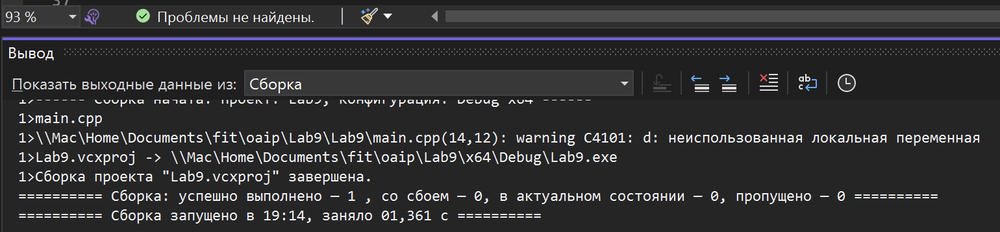 37
93 %
Проблемы не найдены.
Вывод
Показать выходные данные из: Сборка
1>====== Сборка начата: проект: Lab9, Конфигурация: Debug x64 ======
1>main.cpp
1>\\Mac\Home\Documents\fit\oaip\Lab9\Lab9\main.cpp(14,12): warning C4101: d: неиспользованная локальная переменная
1>Lab9.vcxproj -> \\Mac\Home\Documents\fit\oaip\Lab9\x64\Debug\Lab9.exe
1>Сборка проекта "Lab9.vcxproj" завершена.
========== Сборка: успешно выполнено — 1 , со сбоем — 0, в актуальном состоянии — 0, пропущено — 0 ==========
========== Сборка запущено в 19:14, заняло 01,361 с ==========